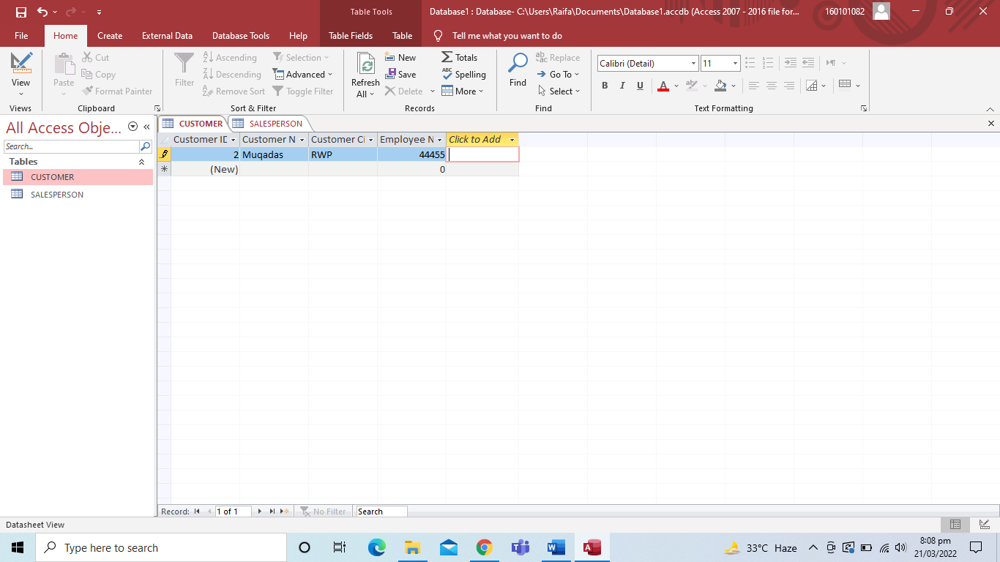 Table Tools
Database1 : Database- C:\Users\Raifa\Documents\Database1.accdb (Access 2007 - 2016 file for...
160101082
File Home Create External Data Database Tools Help Table Fields Table Tell me what you want to do
View
Views
Paste
Cut
Copy
Format Painter
Clipboard
Filter
Ascending
Descending
Remove Sort
Selection
Advanced
Toggle Filter
Sort & Filter
Refresh
All
New
Save
Delete
Totals
Spelling
More
Records
Find
Replace
Go To
Select
Find
Calibri (Detail) 11
B I U A
Text Formatting
All Access Obje...
Search...
Tables
CUSTOMER
SALESPERSON
CUSTOMER SALESPERSON
Customer ID Customer N Customer Ci Employee N Click to Add
2 Muqadas RWP 44455
(New) 0
Record: 1 of 1 No Filter Search
Datasheet View
Type here to search
33°C Haze
8:08 pm
21/03/2022